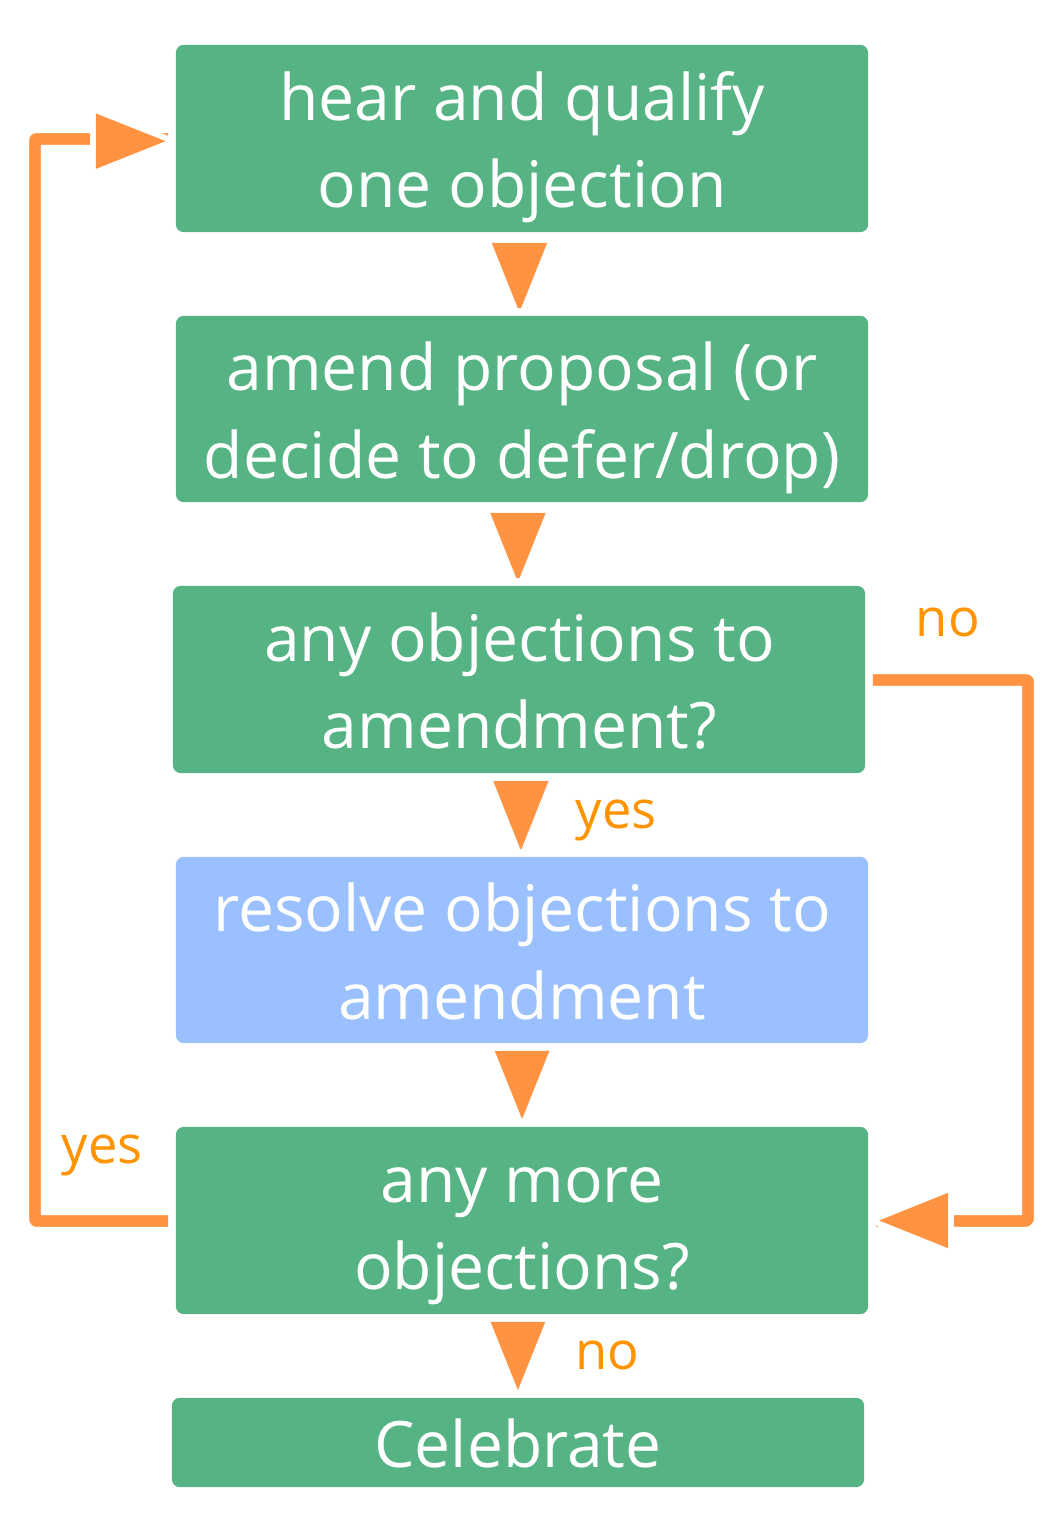 hear and qualify
one objection
amend proposal (or
decide to defer/drop)
any objections to
amendment?
no
yes
resolve objections to
amendment
yes
any more
objections?
no
Celebrate